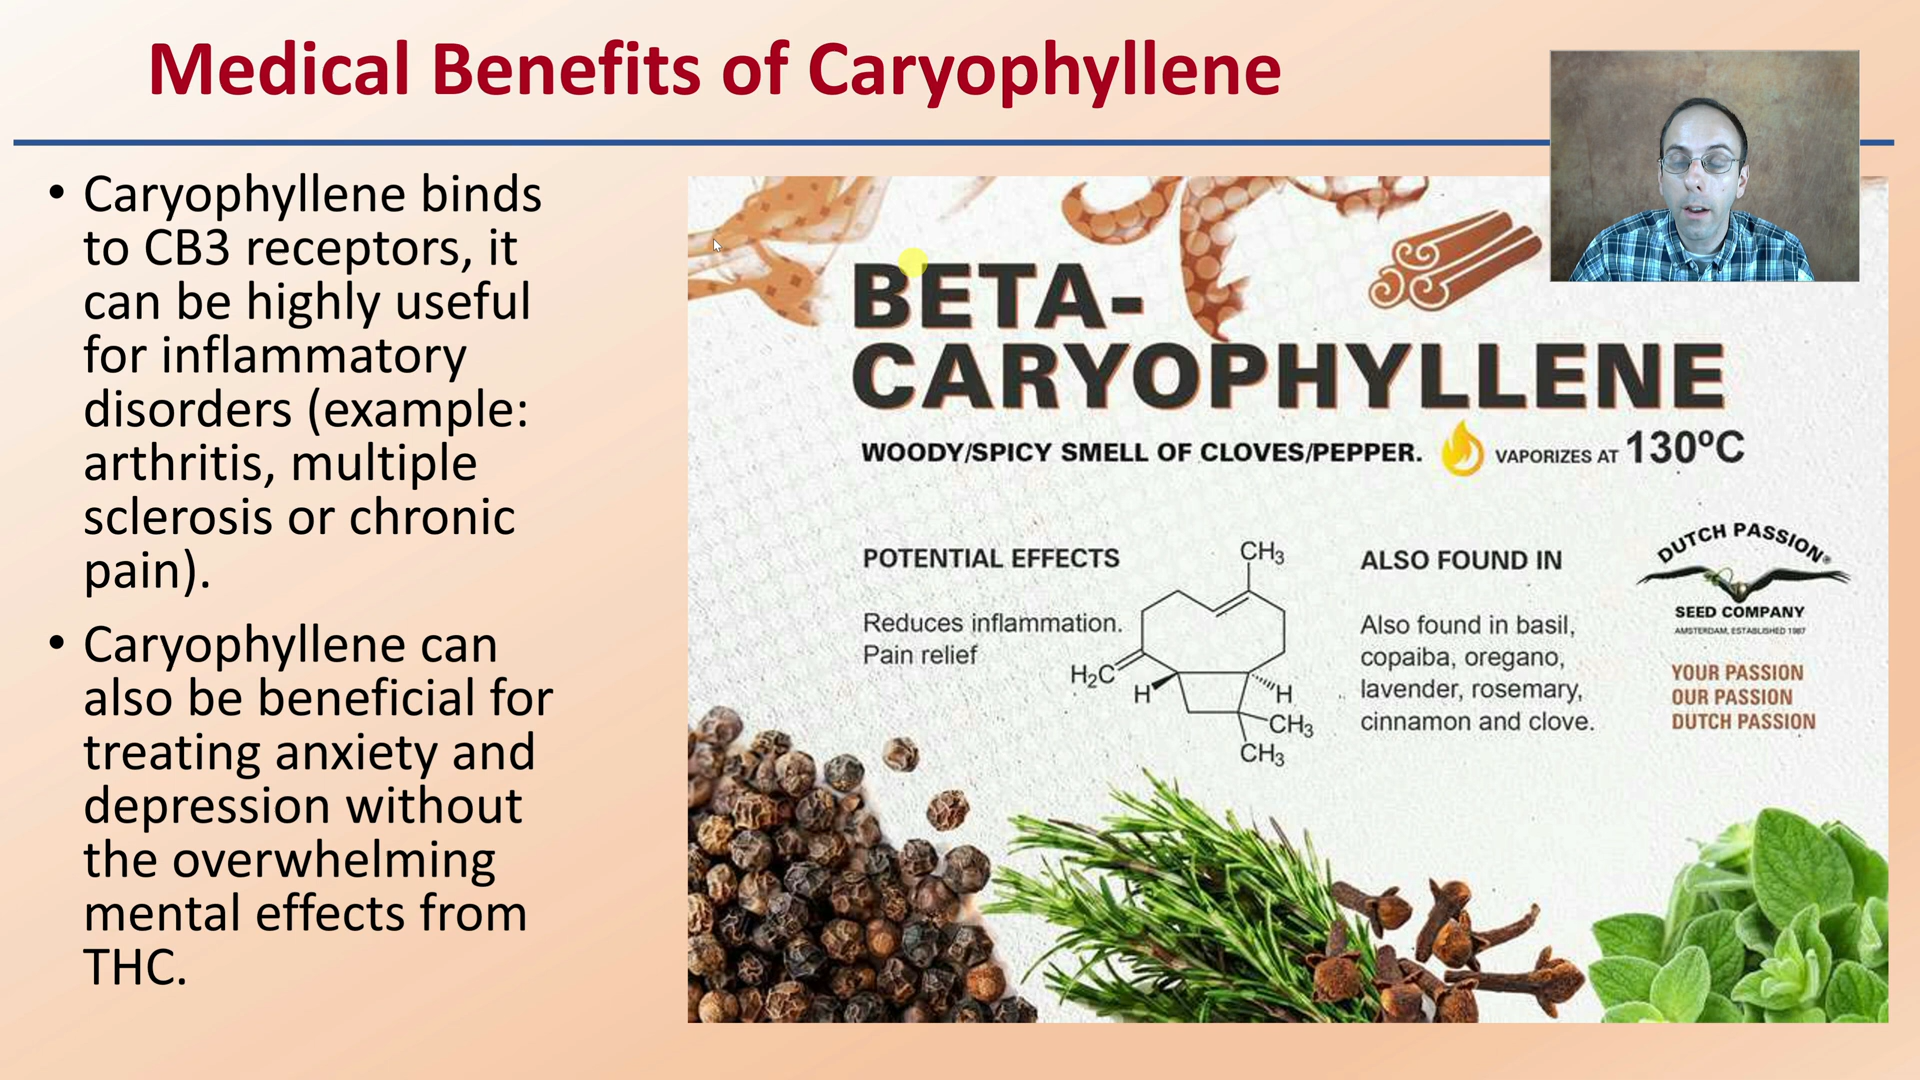 Medical Benefits of Caryophyllene
• Caryophyllene binds
to CB3 receptors, it
can be highly useful
for inflammatory
disorders (example:
arthritis, multiple
sclerosis or chronic
pain).
• Caryophyllene can
also be beneficial for
treating anxiety and
depression without
the overwhelming
mental effects from
THC.
BETA-
CARYOPHYLLENE
WOODY/SPICY SMELL OF CLOVES/PEPPER.
VAPORIZES AT 130ºC
POTENTIAL EFFECTS
Reduces inflammation.
Pain relief
CH₃
H₂C
H
H
CH₃
CH₃
ALSO FOUND IN
Also found in basil,
copaiba, oregano,
lavender, rosemary,
cinnamon and clove.
DUTCH PASSION®
SEED COMPANY
AMSTERDAM, ESTABLISHED 1987
YOUR PASSION
OUR PASSION
DUTCH PASSION